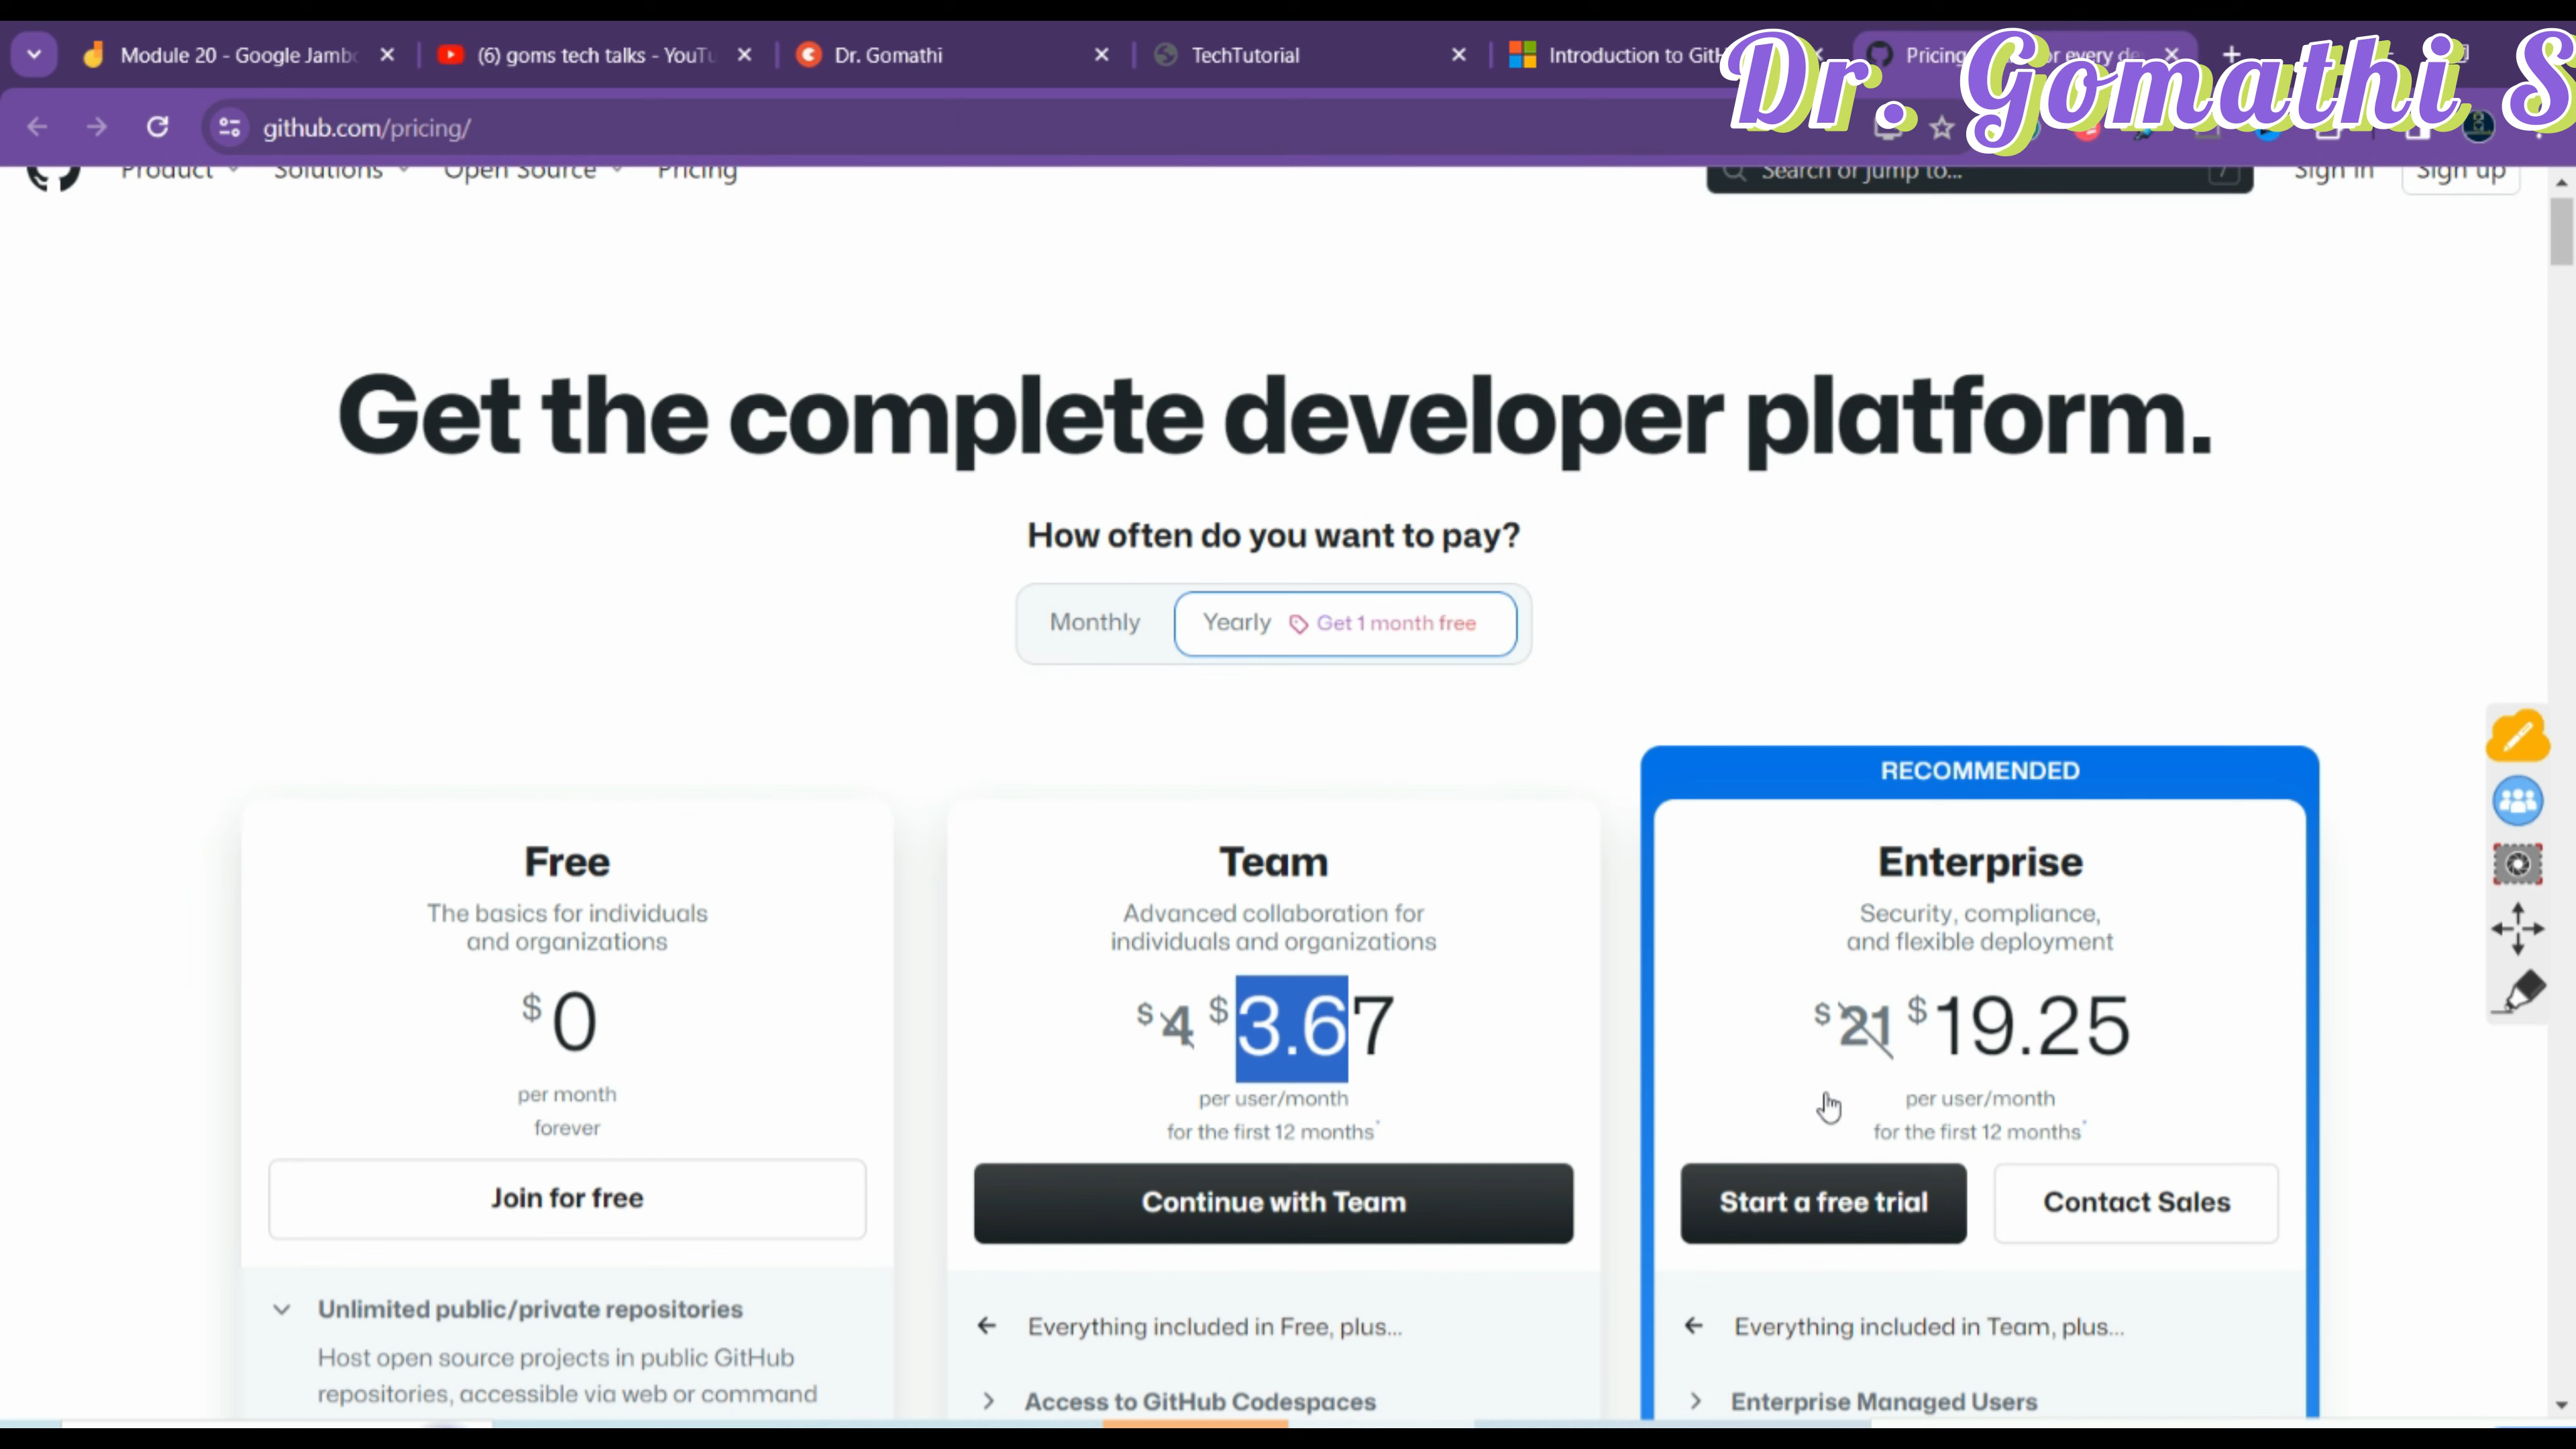 Module 20 - Google Jambo
(6) goms tech talks - YouTu
Dr. Gomathi
TechTutorial
Introduction to GitH
Pricing
or every de
Dr. Gomathi S
github.com/pricing/
Product
Solutions
Open Source
Pricing
Search or jump to...
/
Sign in
Sign up
Get the complete developer platform.
How often do you want to pay?
Monthly
Yearly
Get 1 month free
RECOMMENDED
Free
The basics for individuals
and organizations
$0
per month
forever
Join for free
Unlimited public/private repositories
Host open source projects in public GitHub
repositories, accessible via web or command
Team
Advanced collaboration for
individuals and organizations
$4 $3.67
per user/month
for the first 12 months*
Continue with Team
Everything included in Free, plus...
Access to GitHub Codespaces
Enterprise
Security, compliance,
and flexible deployment
$21 $19.25
per user/month
for the first 12 months*
Start a free trial
Contact Sales
Everything included in Team, plus...
Enterprise Managed Users